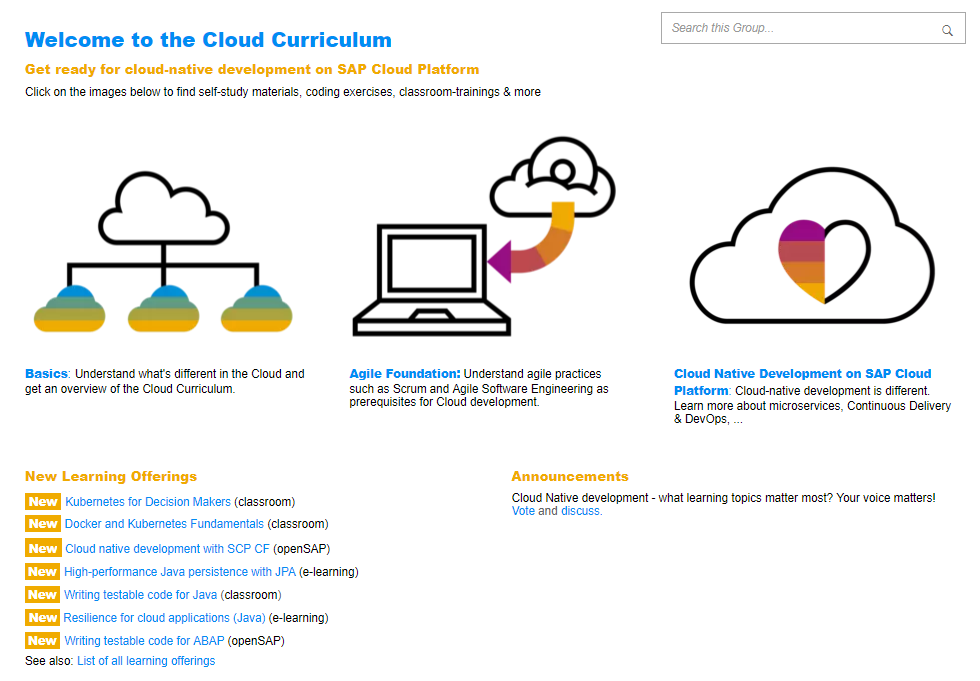 Search this Group...
Welcome to the Cloud Curriculum
Get ready for cloud-native development on SAP Cloud Platform
Click on the images below to find self-study materials, coding exercises, classroom-trainings & more
Basics: Understand what's different in the Cloud and
get an overview of the Cloud Curriculum.
Agile Foundation: Understand agile practices
such as Scrum and Agile Software Engineering as
prerequisites for Cloud development.
Cloud Native Development on SAP Cloud
Platform: Cloud-native development is different.
Learn more about microservices, Continuous Delivery
& DevOps, ...
New Learning Offerings
New Kubernetes for Decision Makers (classroom)
New Docker and Kubernetes Fundamentals (classroom)
New Cloud native development with SCP CF (openSAP)
New High-performance Java persistence with JPA (e-learning)
New Writing testable code for Java (classroom)
New Resilience for cloud applications (Java) (e-learning)
New Writing testable code for ABAP (openSAP)
See also: List of all learning offerings
Announcements
Cloud Native development - what learning topics matter most? Your voice matters!
Vote and discuss.